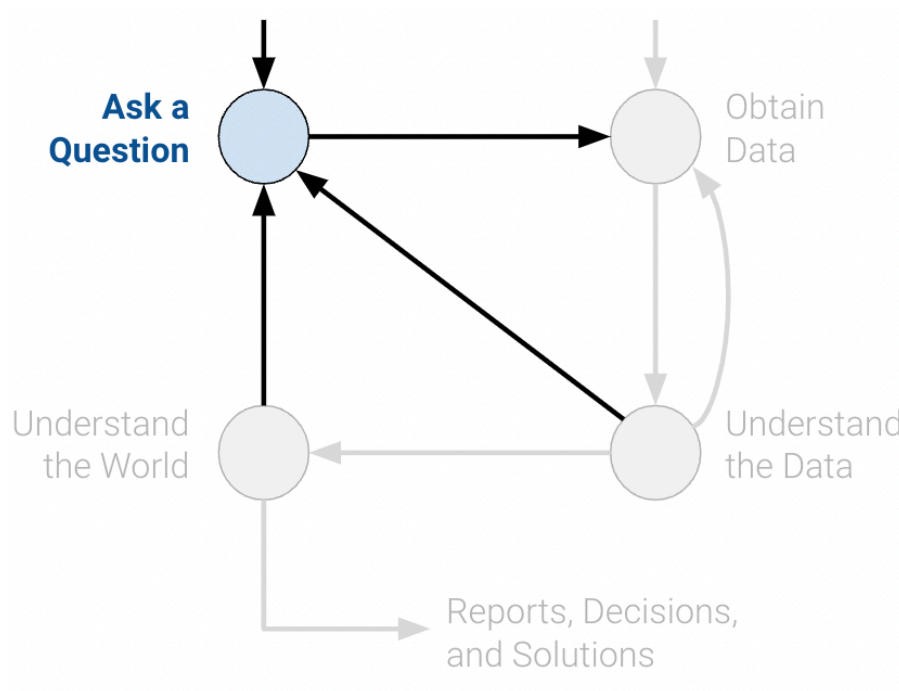 Ask a
Question
Obtain
Data
Understand
the World
Understand
the Data
Reports, Decisions,
and Solutions